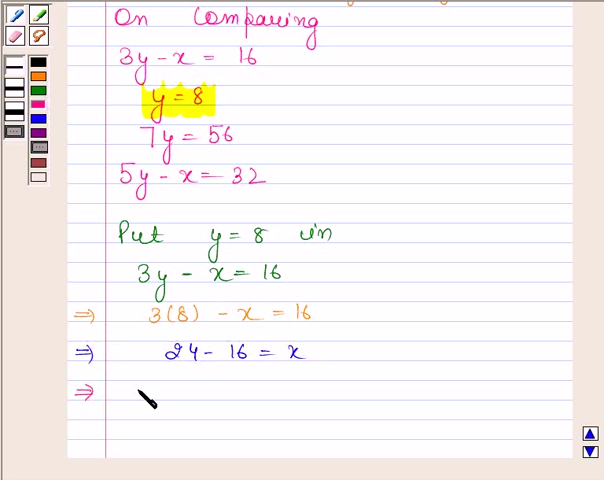 On Comparing
3y - x = 16
y = 8
7y = 56
5y - x = 32
Put y = 8 in
3y - x = 16
⇒ 3(8) - x = 16
⇒ 24 - 16 = x
⇒